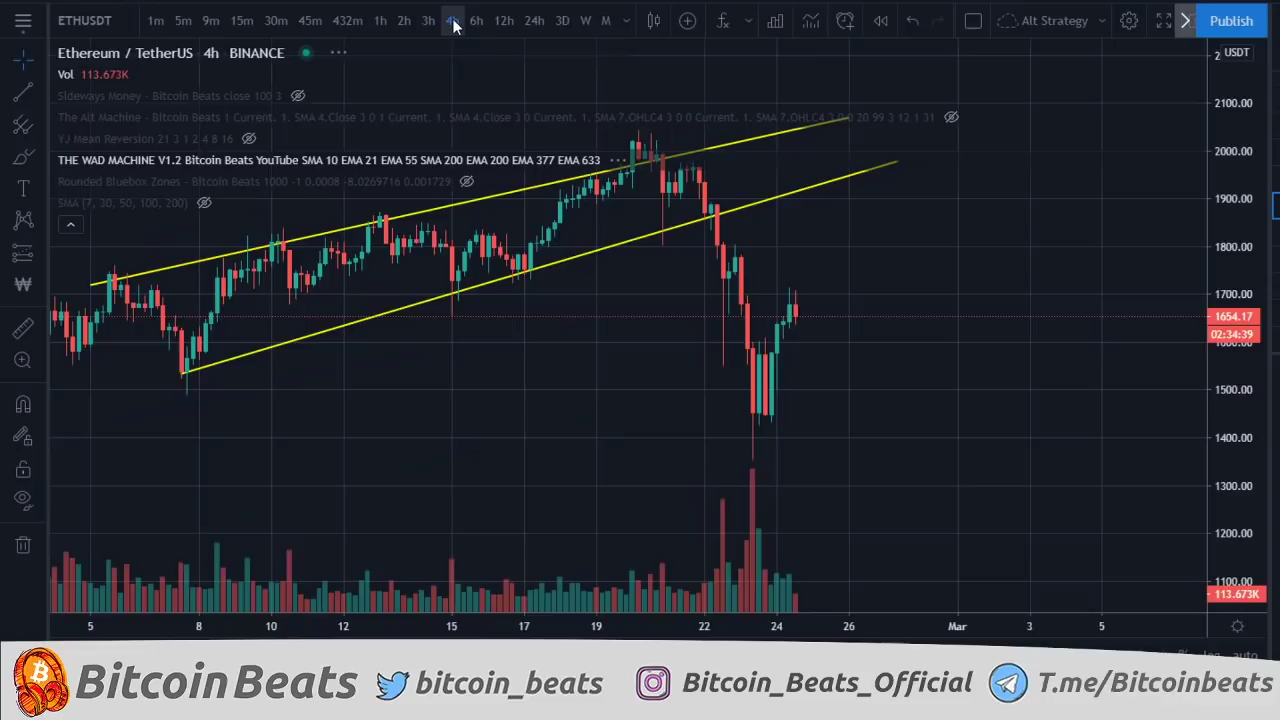 ETHUSDT 1m 5m 9m 15m 30m 45m 432m 1h 2h 3h 4h 6h 12h 24h 3D W M Alt Strategy Publish
Ethereum / TetherUS 4h BINANCE
Vol 113.673K
Sideways Money - Bitcoin Beats close 100 3
The Alt Machine - Bitcoin Beats 1 Current. 1. SMA 4.Close 3 0 1 Current. 1. SMA 4.Close 3 0 0 Current. 1. SMA 7.OHLC4 3 0 0 Current. 1. SMA 7.OHLC4 3 0 0 20 99 3 12 1 31
YJ Mean Reversion 21 3 1 2 4 8 16
THE WAD MACHINE V1.2 Bitcoin Beats YouTube SMA 10 EMA 21 EMA 55 SMA 200 EMA 200 EMA 377 EMA 633
Rounded Bluebox Zones - Bitcoin Beats 1000 -1 0.0008 -8.0269716 0.001729
SMA (7, 30, 50, 100, 200)
USDT
2100.00
2000.00
1900.00
1800.00
1700.00
1654.17
02:34:39
1600.00
1500.00
1400.00
1300.00
1200.00
1100.00
113.673K
5 8 10 12 15 17 19 22 24 26 Mar 3 5
% log auto
Bitcoin Beats bitcoin_beats Bitcoin_Beats_Official T.me/Bitcoinbeats